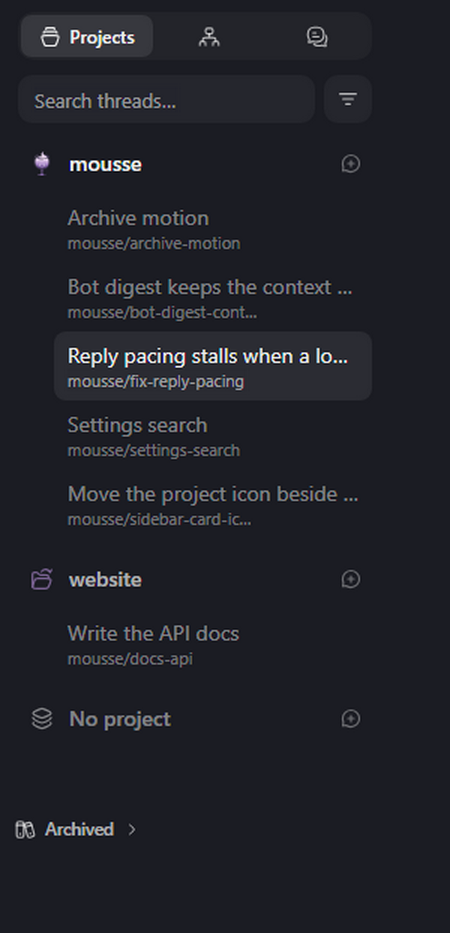 Projects
Search threads...
mousse
Archive motion
mousse/archive-motion
Bot digest keeps the context ...
mousse/bot-digest-cont...
Reply pacing stalls when a lo...
mousse/fix-reply-pacing
Settings search
mousse/settings-search
Move the project icon beside ...
mousse/sidebar-card-ic...
website
Write the API docs
mousse/docs-api
No project
Archived